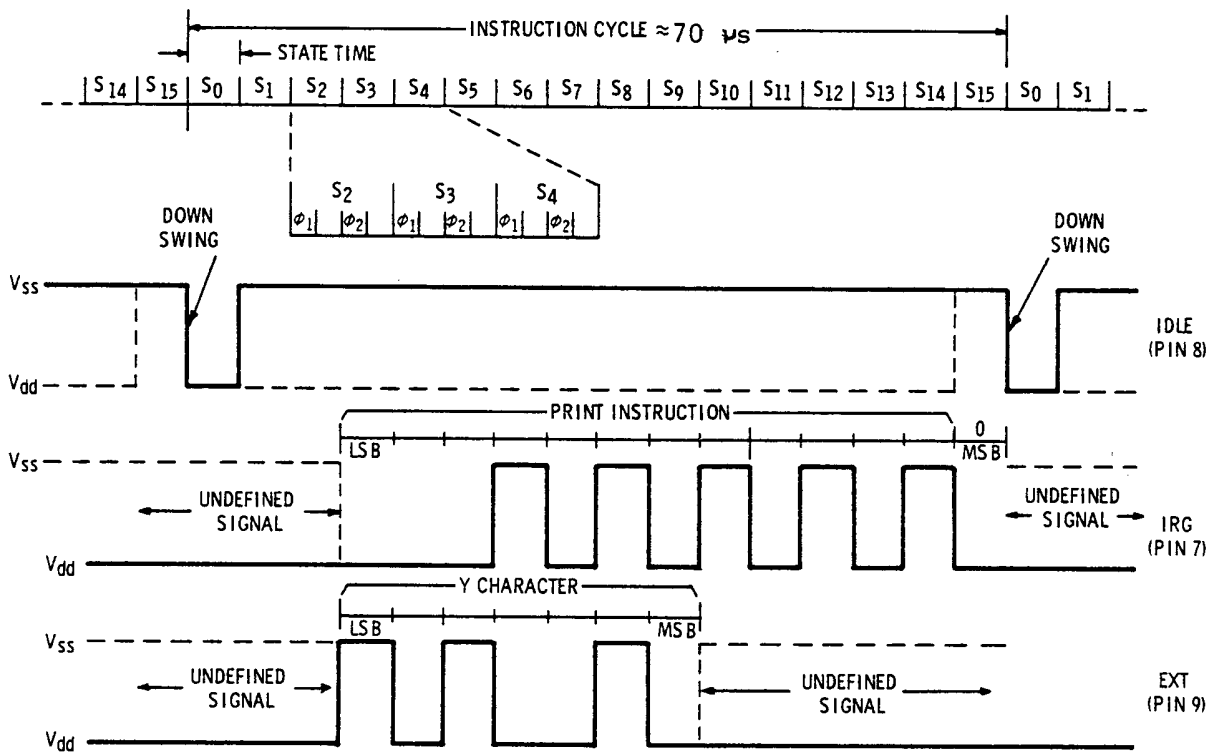 INSTRUCTION CYCLE ≈ 70 μs
STATE TIME
S14 S15 S0 S1 S2 S3 S4 S5 S6 S7 S8 S9 S10 S11 S12 S13 S14 S15 S0 S1
S2 S3 S4
φ1 φ2 φ1 φ2 φ1 φ2
DOWN
SWING
DOWN
SWING
Vss
Vdd
IDLE
(PIN 8)
PRINT INSTRUCTION
LSB
0
MSB
Vss
UNDEFINED
SIGNAL
UNDEFINED
SIGNAL
Vdd
IRG
(PIN 7)
Y CHARACTER
LSB
MSB
Vss
UNDEFINED
SIGNAL
UNDEFINED
SIGNAL
Vdd
EXT
(PIN 9)